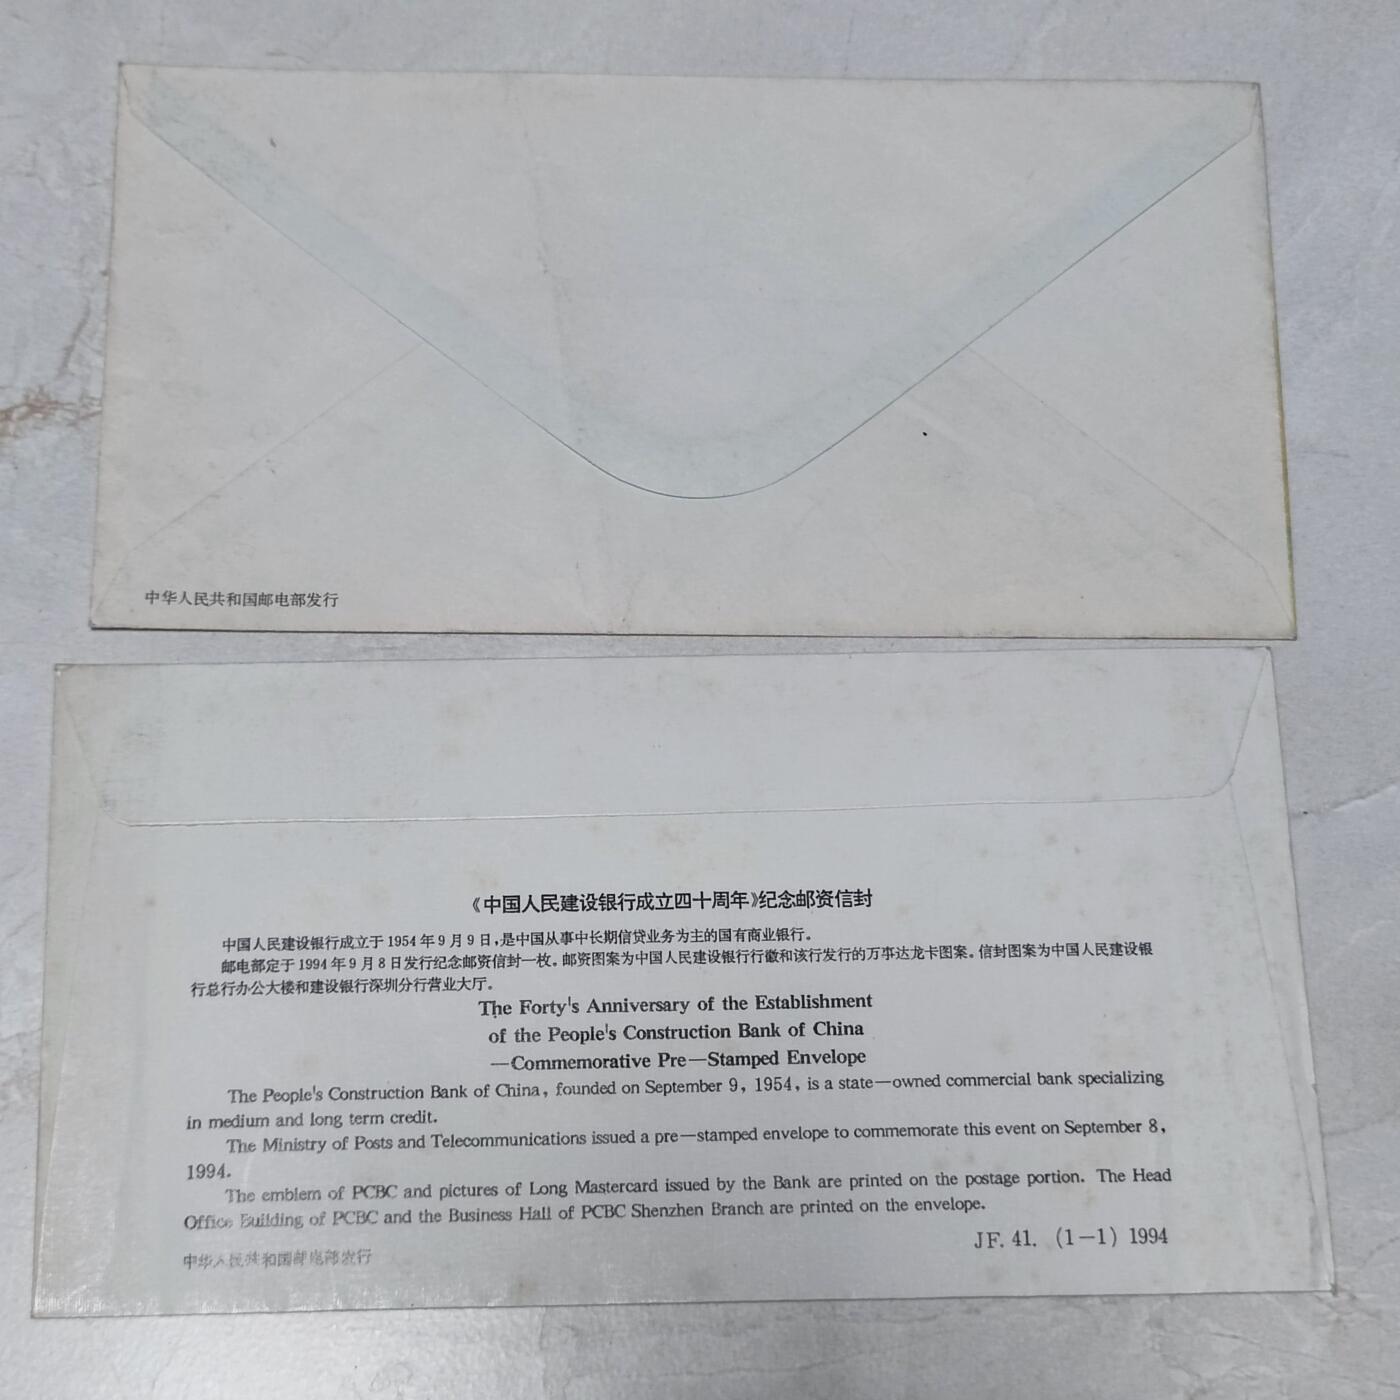 中华人民共和国邮电部发行
《中国人民建设银行成立四十周年》纪念邮资信封
中国人民建设银行成立于1954年9月9日,是中国从事中长期信贷业务为主的国有商业银行。
邮电部定于1994年9月8日发行纪念邮资信封一枚。邮资图案为中国人民建设银行行徽和该行发行的万事达龙卡图案。信封图案为中国人民建设银
行总行办公大楼和建设银行深圳分行营业大厅。
The Forty's Anniversary of the Establishment
of the People's Construction Bank of China
—Commemorative Pre—Stamped Envelope
The People's Construction Bank of China, founded on September 9, 1954, is a state—owned commercial bank specializing
in medium and long term credit.
The Ministry of Posts and Telecommunications issued a pre—stamped envelope to commemorate this event on September 8,
1994.
The emblem of PCBC and pictures of Long Mastercard issued by the Bank are printed on the postage portion. The Head
Office Building of PCBC and the Business Hall of PCBC Shenzhen Branch are printed on the envelope.
JF. 41. (1—1) 1994
中华人民共和国邮电部发行